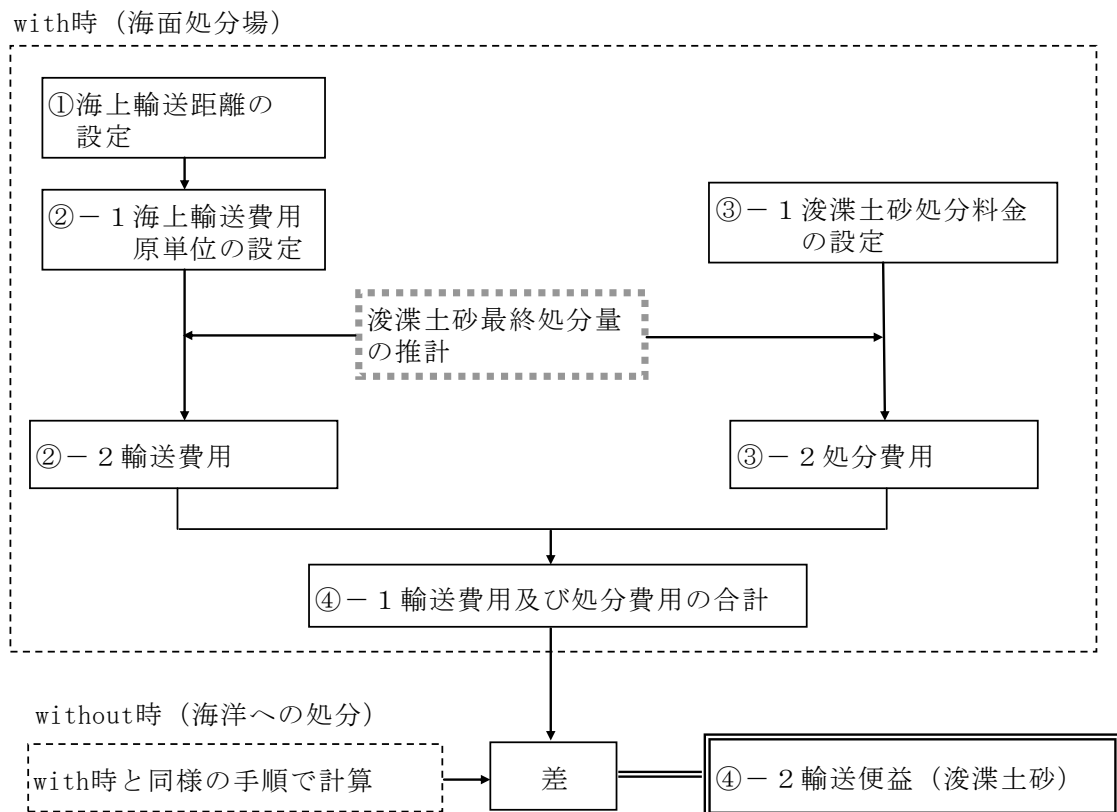 with時（海面処分場）
①海上輸送距離の
設定
②－１海上輸送費用
原単位の設定
③－１浚渫土砂処分料金
の設定
浚渫土砂最終処分量
の推計
②－２輸送費用
③－２処分費用
④－１輸送費用及び処分費用の合計
without時（海洋への処分）
with時と同様の手順で計算
差
④－２輸送便益（浚渫土砂）